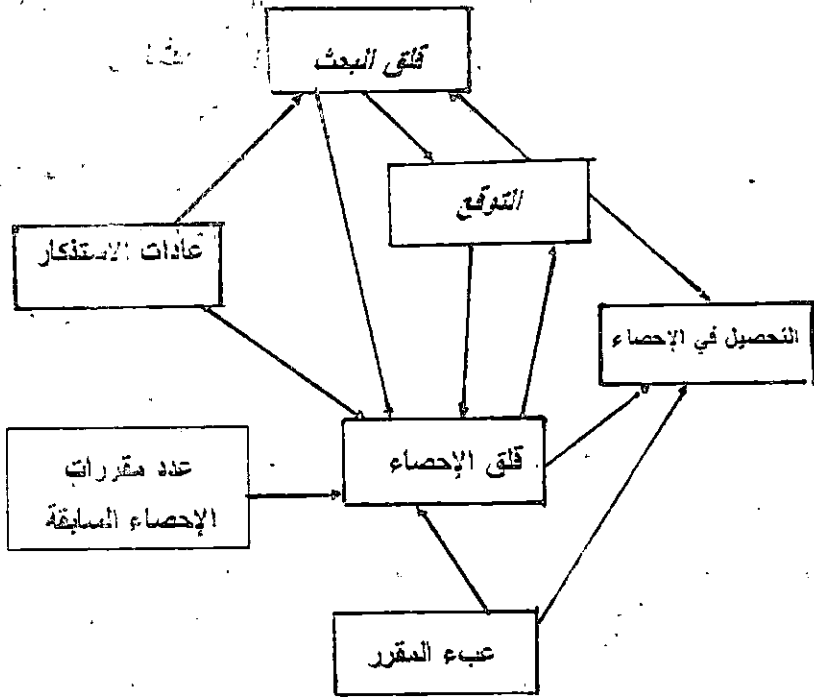 قلق البحث
التوقع
عادات الاستذكار
التحصيل في الإحصاء
قلق الإحصاء
عدد مقررات
الإحصاء السابقة
عبء المقرر